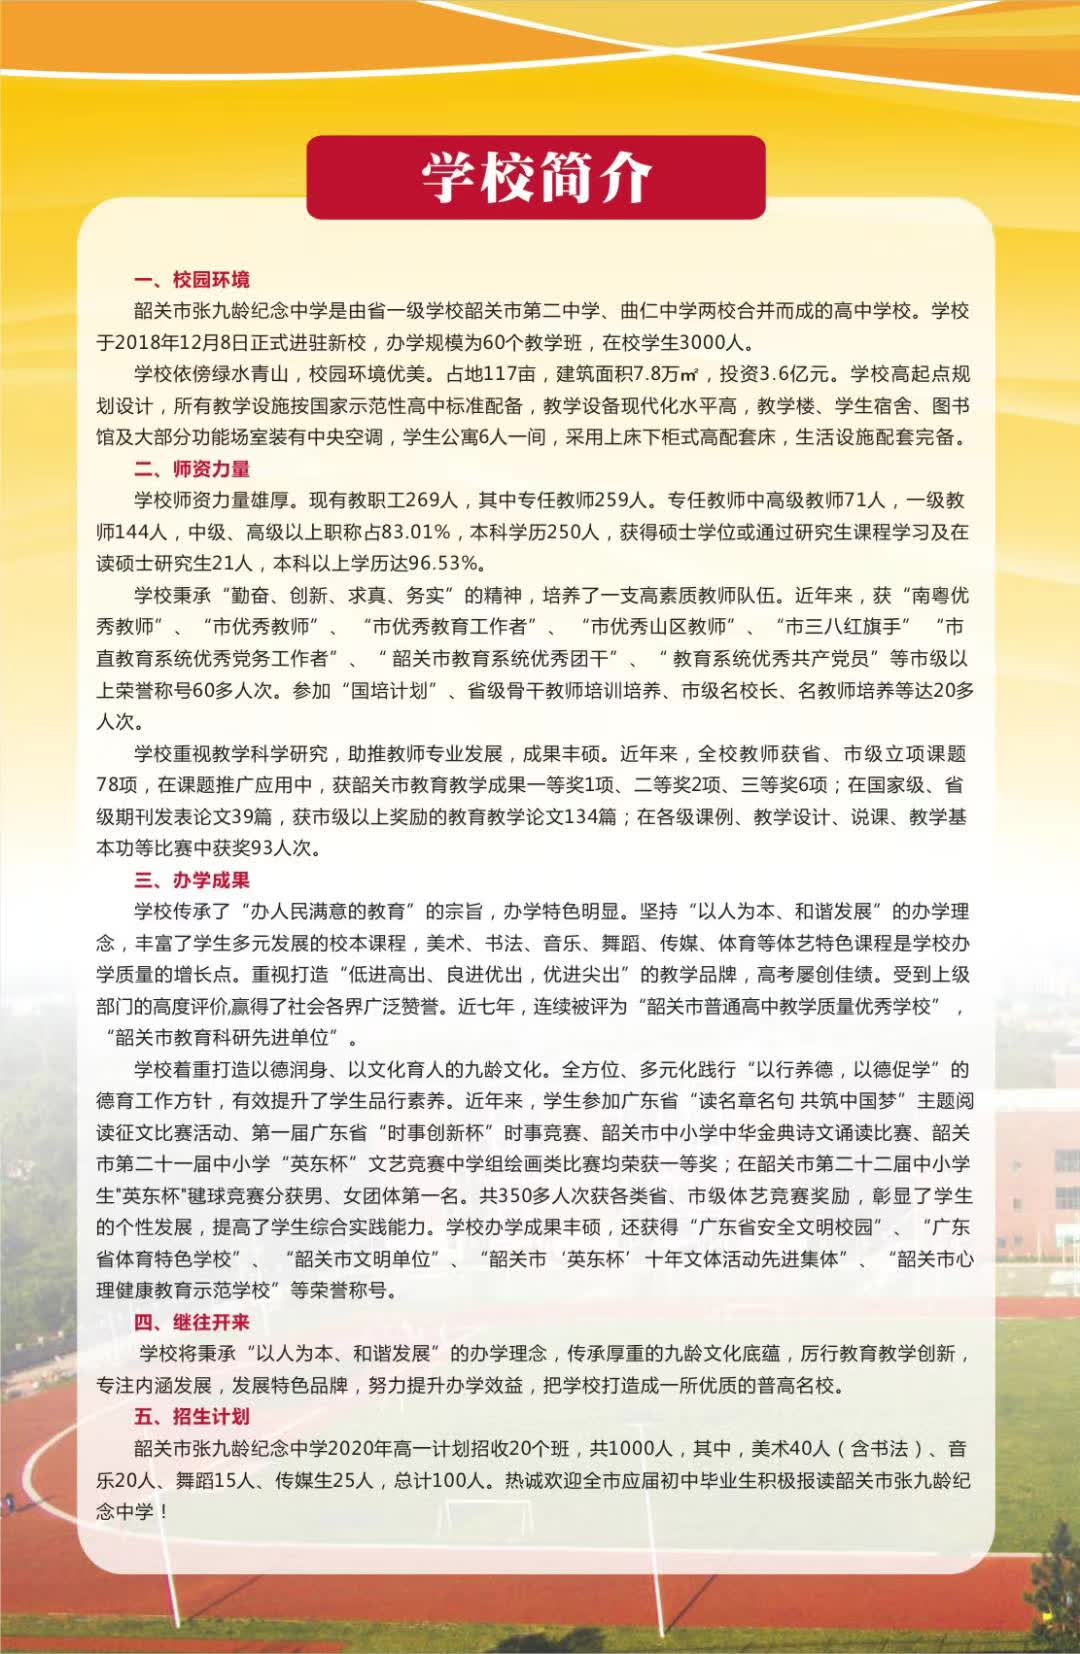 学校简介
一、校园环境
韶关市张九龄纪念中学是由省一级学校韶关市第二中学、曲仁中学两校合并而成的高中学校。学校
于2018年12月8日正式进驻新校，办学规模为60个教学班，在校学生3000人。
学校依傍绿水青山，校园环境优美。占地117亩，建筑面积7.8万㎡，投资3.6亿元。学校高起点规
划设计，所有教学设施按国家示范性高中标准配备，教学设备现代化水平高，教学楼、学生宿舍、图书
馆及大部分功能场室装有中央空调，学生公寓6人一间，采用上床下柜式高配套床，生活设施配套完备。
二、师资力量
学校师资力量雄厚。现有教职工269人，其中专任教师259人。专任教师中高级教师71人，一级教
师144人，中级、高级以上职称占83.01%，本科学历250人，获得硕士学位或通过研究生课程学习及在
读硕士研究生21人，本科以上学历达96.53%。
学校秉承“勤奋、创新、求真、务实”的精神，培养了一支高素质教师队伍。近年来，获“南粤优
秀教师”、“市优秀教师”、“市优秀教育工作者”、“市优秀山区教师”、“市三八红旗手”“市
直教育系统优秀党务工作者”、“韶关市教育系统优秀团干”、“教育系统优秀共产党员”等市级以
上荣誉称号60多人次。参加“国培计划”、省级骨干教师培训培养、市级名校长、名教师培养等达20多
人次。
学校重视教学科学研究，助推教师专业发展，成果丰硕。近年来，全校教师获省、市级立项课题
78项，在课题推广应用中，获韶关市教育教学成果一等奖1项、二等奖2项、三等奖6项；在国家级、省
级期刊发表论文39篇，获市级以上奖励的教育教学论文134篇；在各级课例、教学设计、说课、教学基
本功等比赛中获奖93人次。
三、办学成果
学校传承了“办人民满意的教育”的宗旨，办学特色明显。坚持“以人为本、和谐发展”的办学理
念，丰富了学生多元发展的校本课程，美术、书法、音乐、舞蹈、传媒、体育等体艺特色课程是学校办
学质量的增长点。重视打造“低进高出、良进优出，优进尖出”的教学品牌，高考屡创佳绩。受到上级
部门的高度评价,赢得了社会各界广泛赞誉。近七年，连续被评为“韶关市普通高中教学质量优秀学校”，
“韶关市教育科研先进单位”。
学校着重打造以德润身、以文化育人的九龄文化。全方位、多元化践行“以行养德，以德促学”的
德育工作方针，有效提升了学生品行素养。近年来，学生参加广东省“读名章名句 共筑中国梦”主题阅
读征文比赛活动、第一届广东省“时事创新杯”时事竞赛、韶关市中小学中华金典诗文诵读比赛、韶关
市第二十一届中小学“英东杯”文艺竞赛中学组绘画类比赛均荣获一等奖；在韶关市第二十二届中小学
生"英东杯"毽球竞赛分获男、女团体第一名。共350多人次获各类省、市级体艺竞赛奖励，彰显了学生
的个性发展，提高了学生综合实践能力。学校办学成果丰硕，还获得“广东省安全文明校园”、“广东
省体育特色学校”、“韶关市文明单位”、“韶关市‘英东杯’十年文体活动先进集体”、“韶关市心
理健康教育示范学校”等荣誉称号。
四、继往开来
学校将秉承“以人为本、和谐发展”的办学理念，传承厚重的九龄文化底蕴，厉行教育教学创新，
专注内涵发展，发展特色品牌，努力提升办学效益，把学校打造成一所优质的普高名校。
五、招生计划
韶关市张九龄纪念中学2020年高一计划招收20个班，共1000人，其中，美术40人（含书法）、音
乐20人、舞蹈15人、传媒生25人，总计100人。热诚欢迎全市应届初中毕业生积极报读韶关市张九龄纪
念中学！